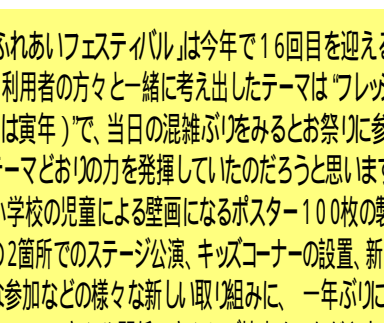 ふれあいフェスティバル」は今年で16回目を迎える
利用者の方々と一緒に考え出したテーマは“フレッ
は寅年)”で、当日の混雑ぶりをみるとお祭りに参
ーマどおりの力を発揮していたのだろうと思います
小学校の児童による壁画になるポスター100枚の製
の2箇所でのステージ公演、キッズコーナーの設置、新
な参加などの様々な新しい取り組みに、 一年ぶりに